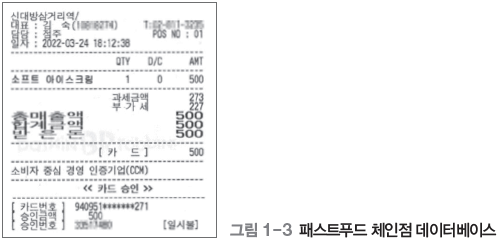 신대방삼거리역/
대표 : 김 숙 T:02-811-3235
담당 : 점주 POS NO : 01
일자 : 2022-03-24 18:12:38
QTY D/C AMT
소프트 아이스크림 1 0 500
과세금액 273
부 가 세 227
총매출액 500
합계금액 500
받 은 돈 500
[ 카 드 ] 500
소비자 중심 경영 인증기업(CCM)
<< 카드 승인 >>
[ 카드번호 ] 940951*******271
[ 승인금액 ] 500
[ 승인번호 ] 33517480 [일시불]
그림 1-3 패스트푸드 체인점 데이터베이스